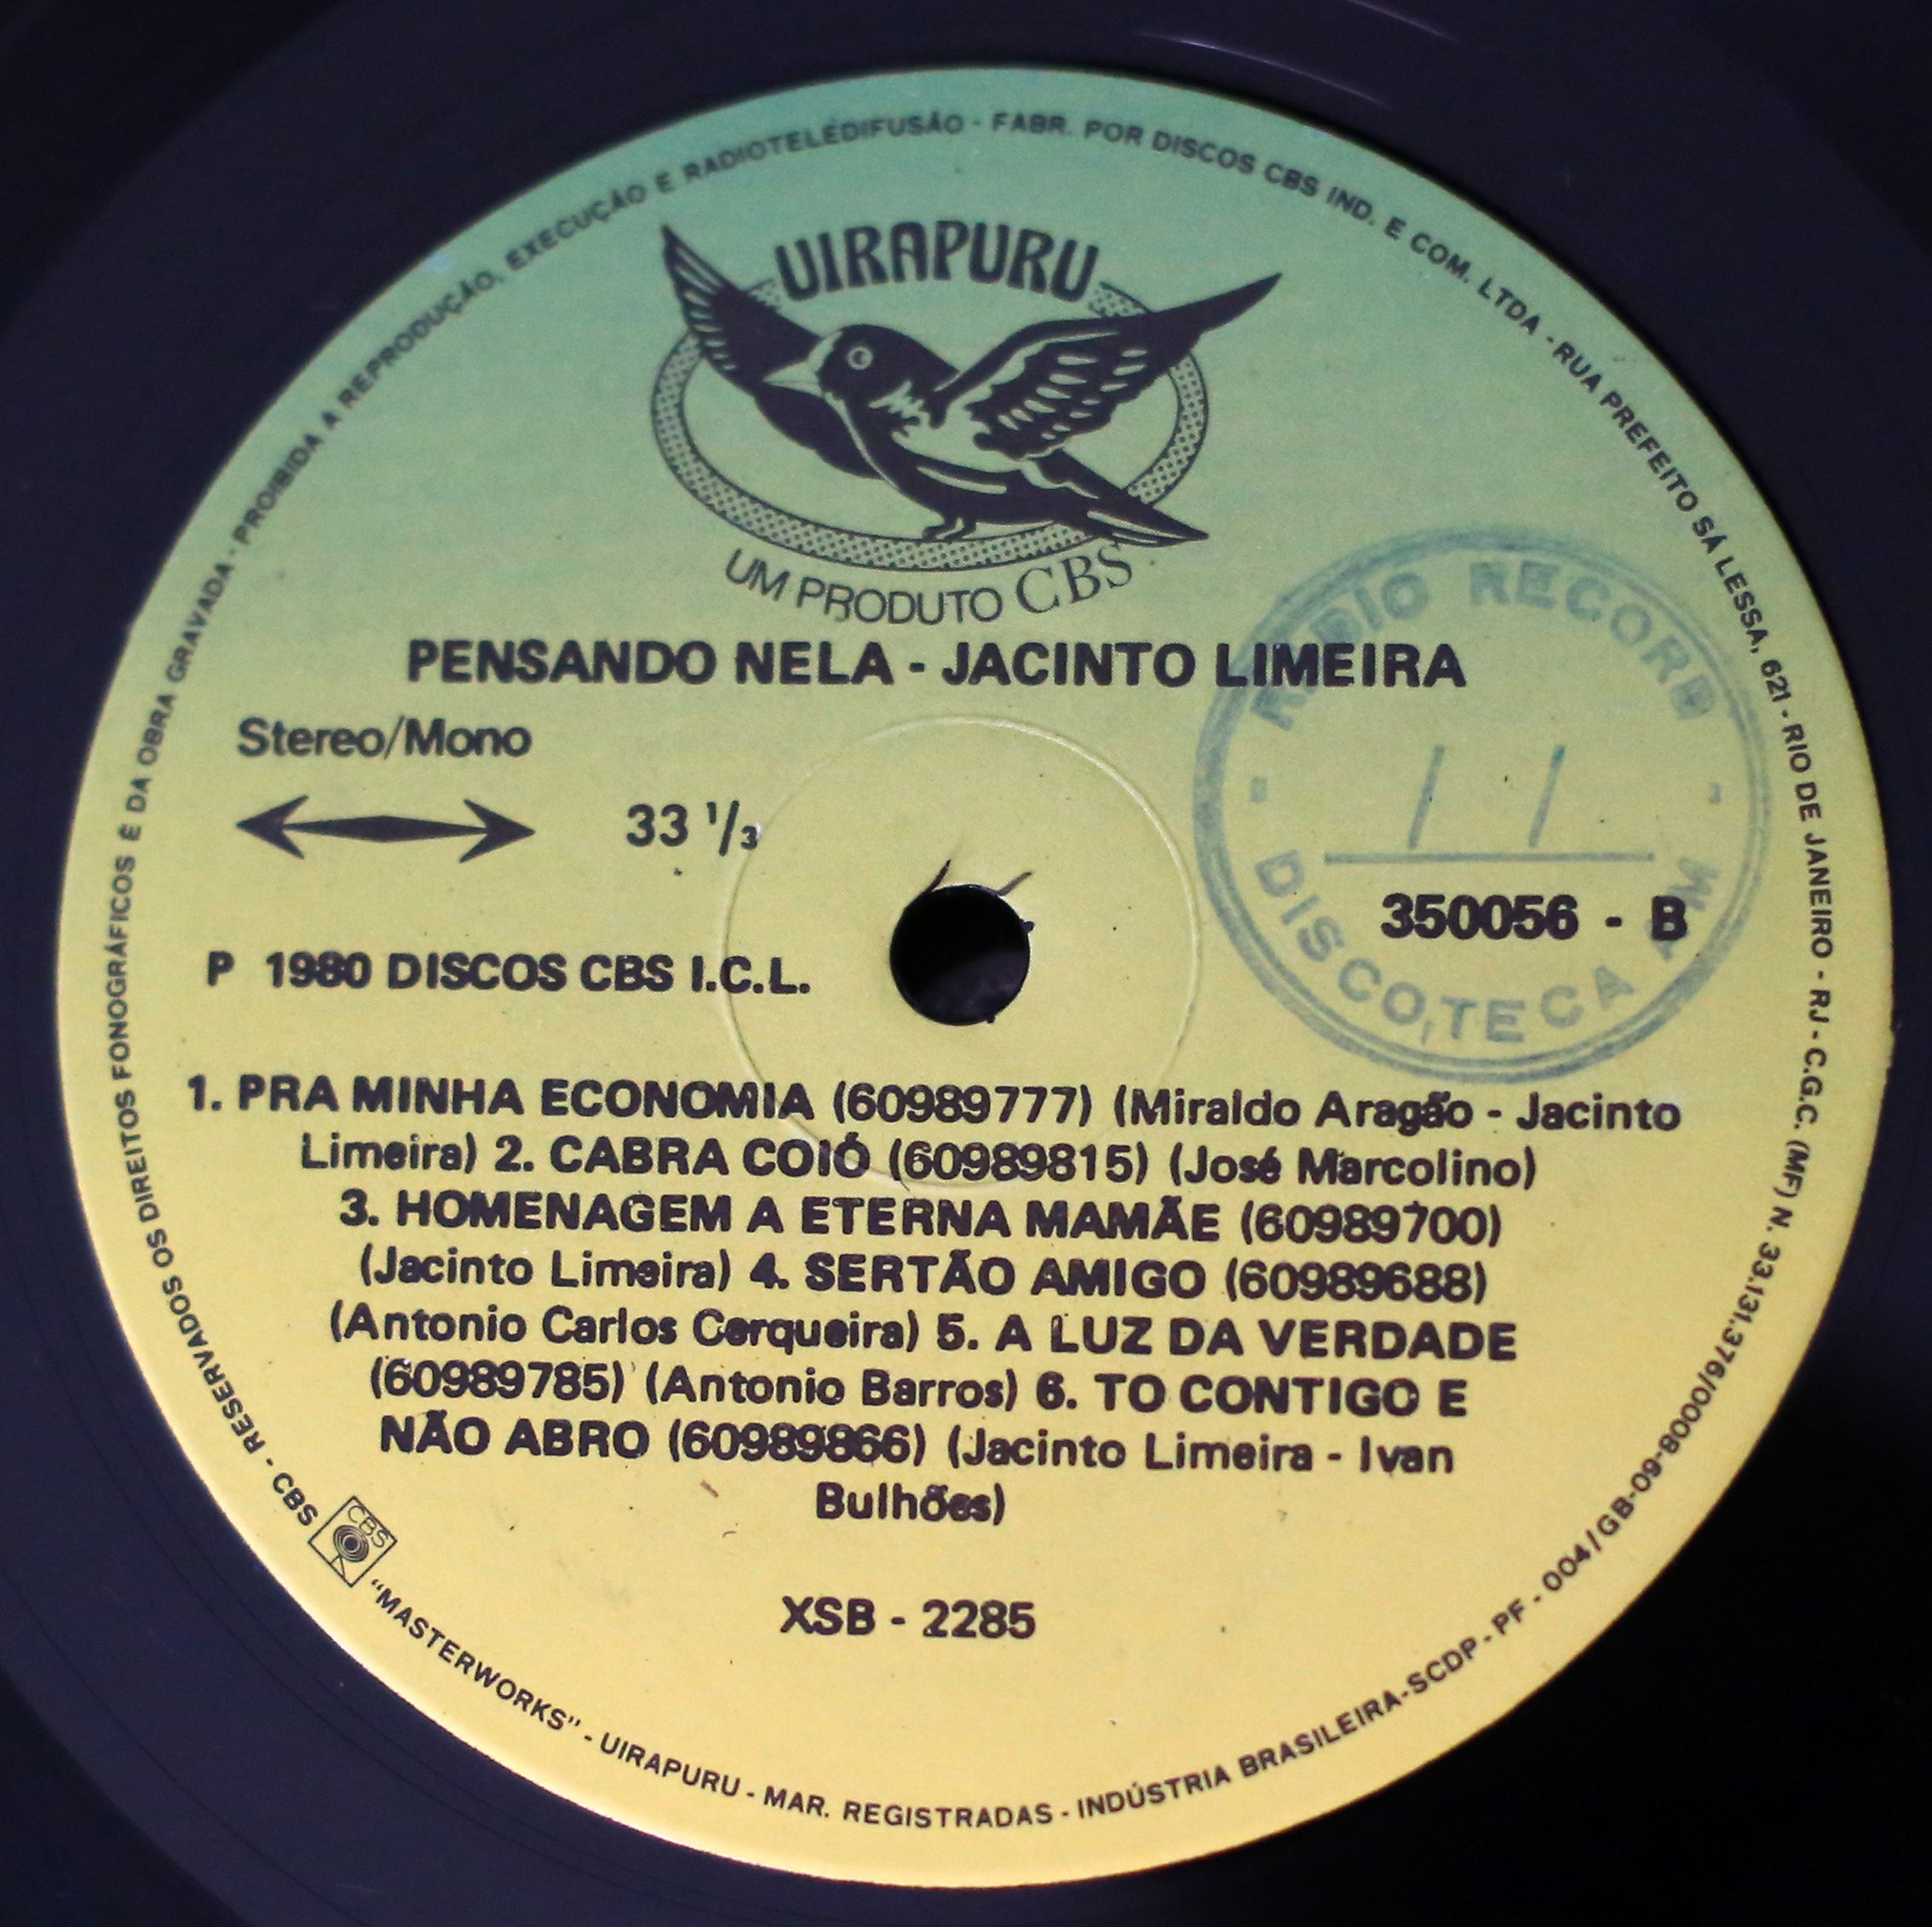 RESERVADOS OS DIREITOS FONOGRÁFICOS É DA OBRA GRAVADA - PROIBIDA A REPRODUÇÃO, EXECUÇÃO E RADIOTELEDIFUSÃO - FABR. POR DISCOS CBS IND. E COM. LTDA - RUA PREFEITO SÁ LESSA, 621 - RIO DE JANEIRO - RJ - C.G.C. (MF) N. 33.131.376/0008-60-09-GB/004 - PF - SCDP - INDÚSTRIA BRASILEIRA
UIRAPURU
UM PRODUTO CBS
PENSANDO NELA - JACINTO LIMEIRA
Stereo/Mono
33 1/3
RADIO RECORD
- / / -
DISCOTECA AM
350056 - B
P 1980 DISCOS CBS I.C.L.
1. PRA MINHA ECONOMIA (60989777) (Miraldo Aragão - Jacinto
Limeira) 2. CABRA COIÓ (60989815) (José Marcolino)
3. HOMENAGEM A ETERNA MAMÃE (60989700)
(Jacinto Limeira) 4. SERTÃO AMIGO (60989688)
(Antonio Carlos Cerqueira) 5. A LUZ DA VERDADE
(60989785) (Antonio Barros) 6. TO CONTIGO E
NÃO ABRO (60989866) (Jacinto Limeira - Ivan
Bulhões)
XSB - 2285
CBS
- CBS "MASTERWORKS" - UIRAPURU - MAR. REGISTRADAS -